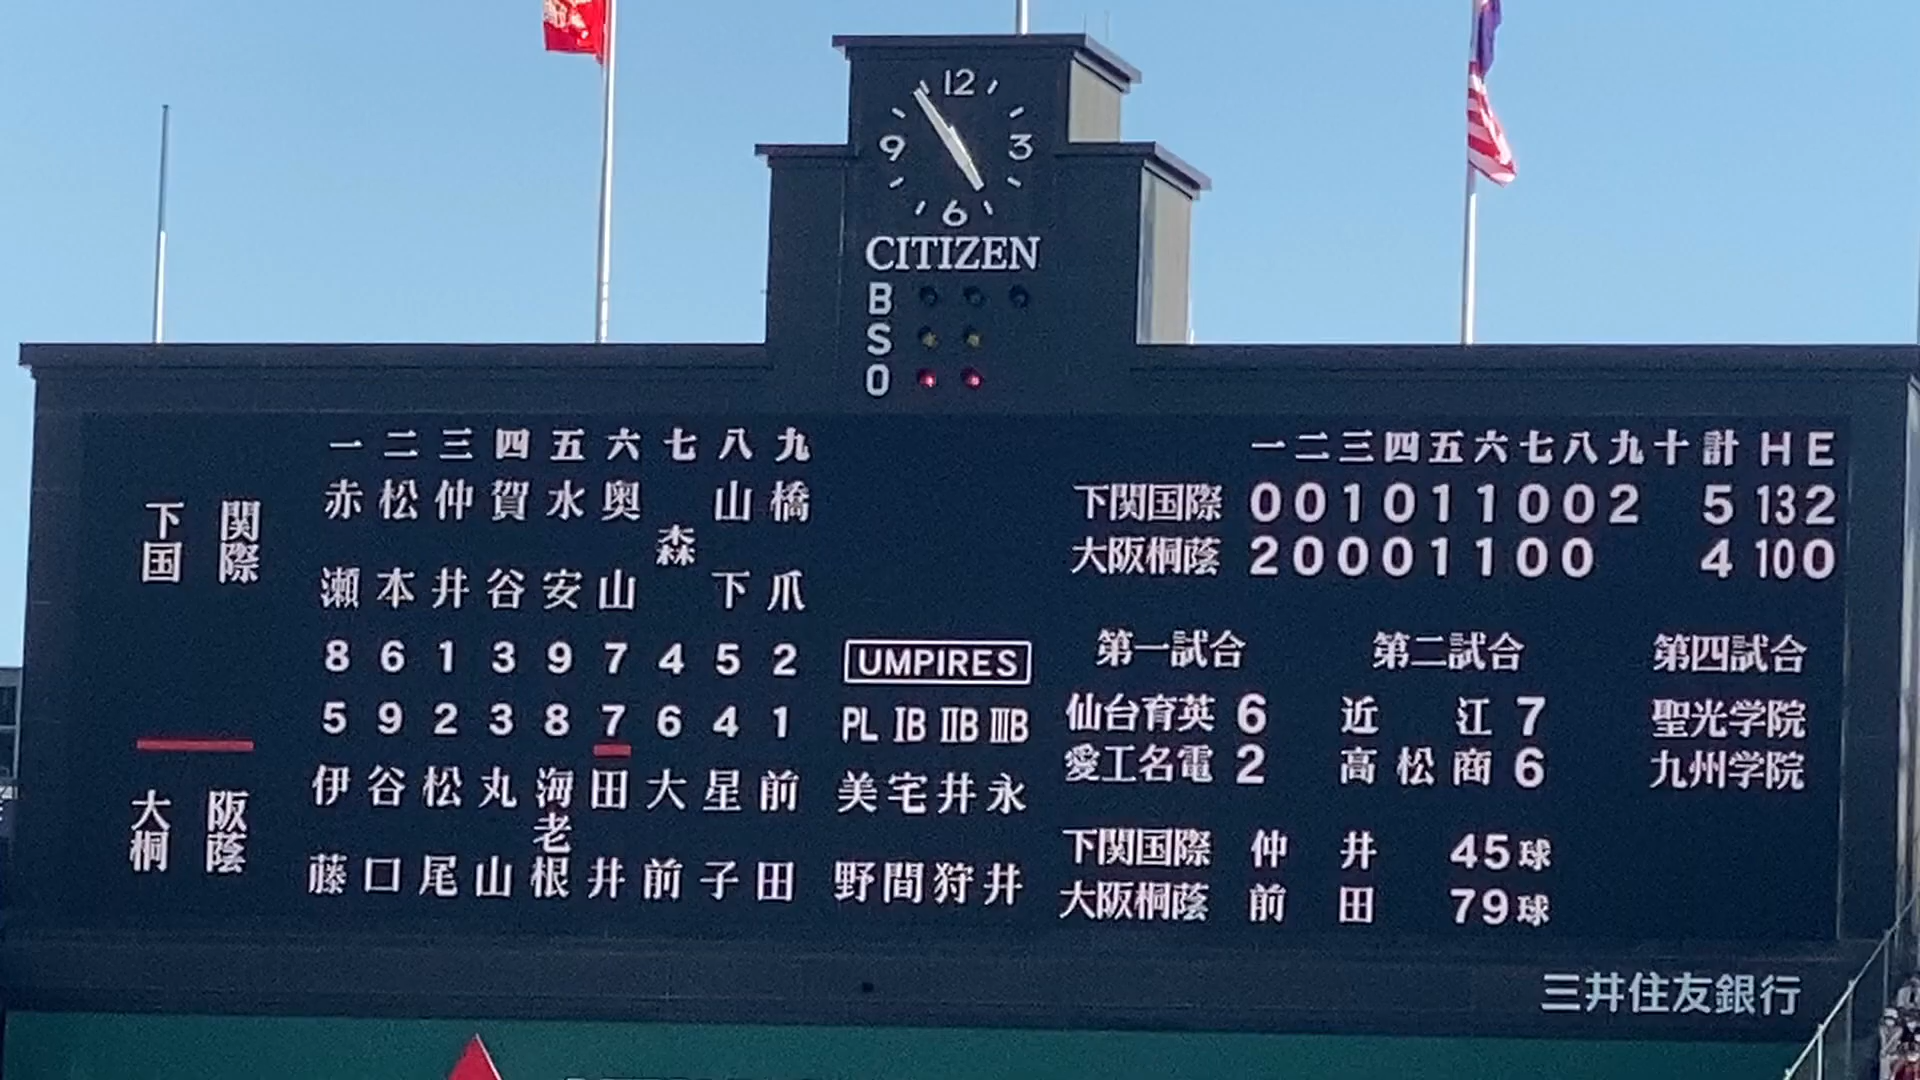 12
9 3
6
CITIZEN
B
S
O
一 二 三 四 五 六 七 八 九
下関国際
赤瀬 松本 仲井 賀谷 水安 奥山 森 山下 橋爪
8 6 1 3 9 7 4 5 2
5 9 2 3 8 7 6 4 1
大阪桐蔭
伊藤 谷口 松尾 丸山 海老根 田井 大前 星子 前田
UMPIRES
PL ⅠB ⅡB ⅢB
美野 宅間 井狩 永井
一 二 三 四 五 六 七 八 九 十 計 H E
下関国際 0 0 1 0 1 1 0 0 2 5 13 2
大阪桐蔭 2 0 0 0 1 1 0 0 4 10 0
第一試合 第二試合 第四試合
仙台育英 6 近江 7 聖光学院
愛工名電 2 高松商 6 九州学院
下関国際 仲井 45球
大阪桐蔭 前田 79球
三井住友銀行